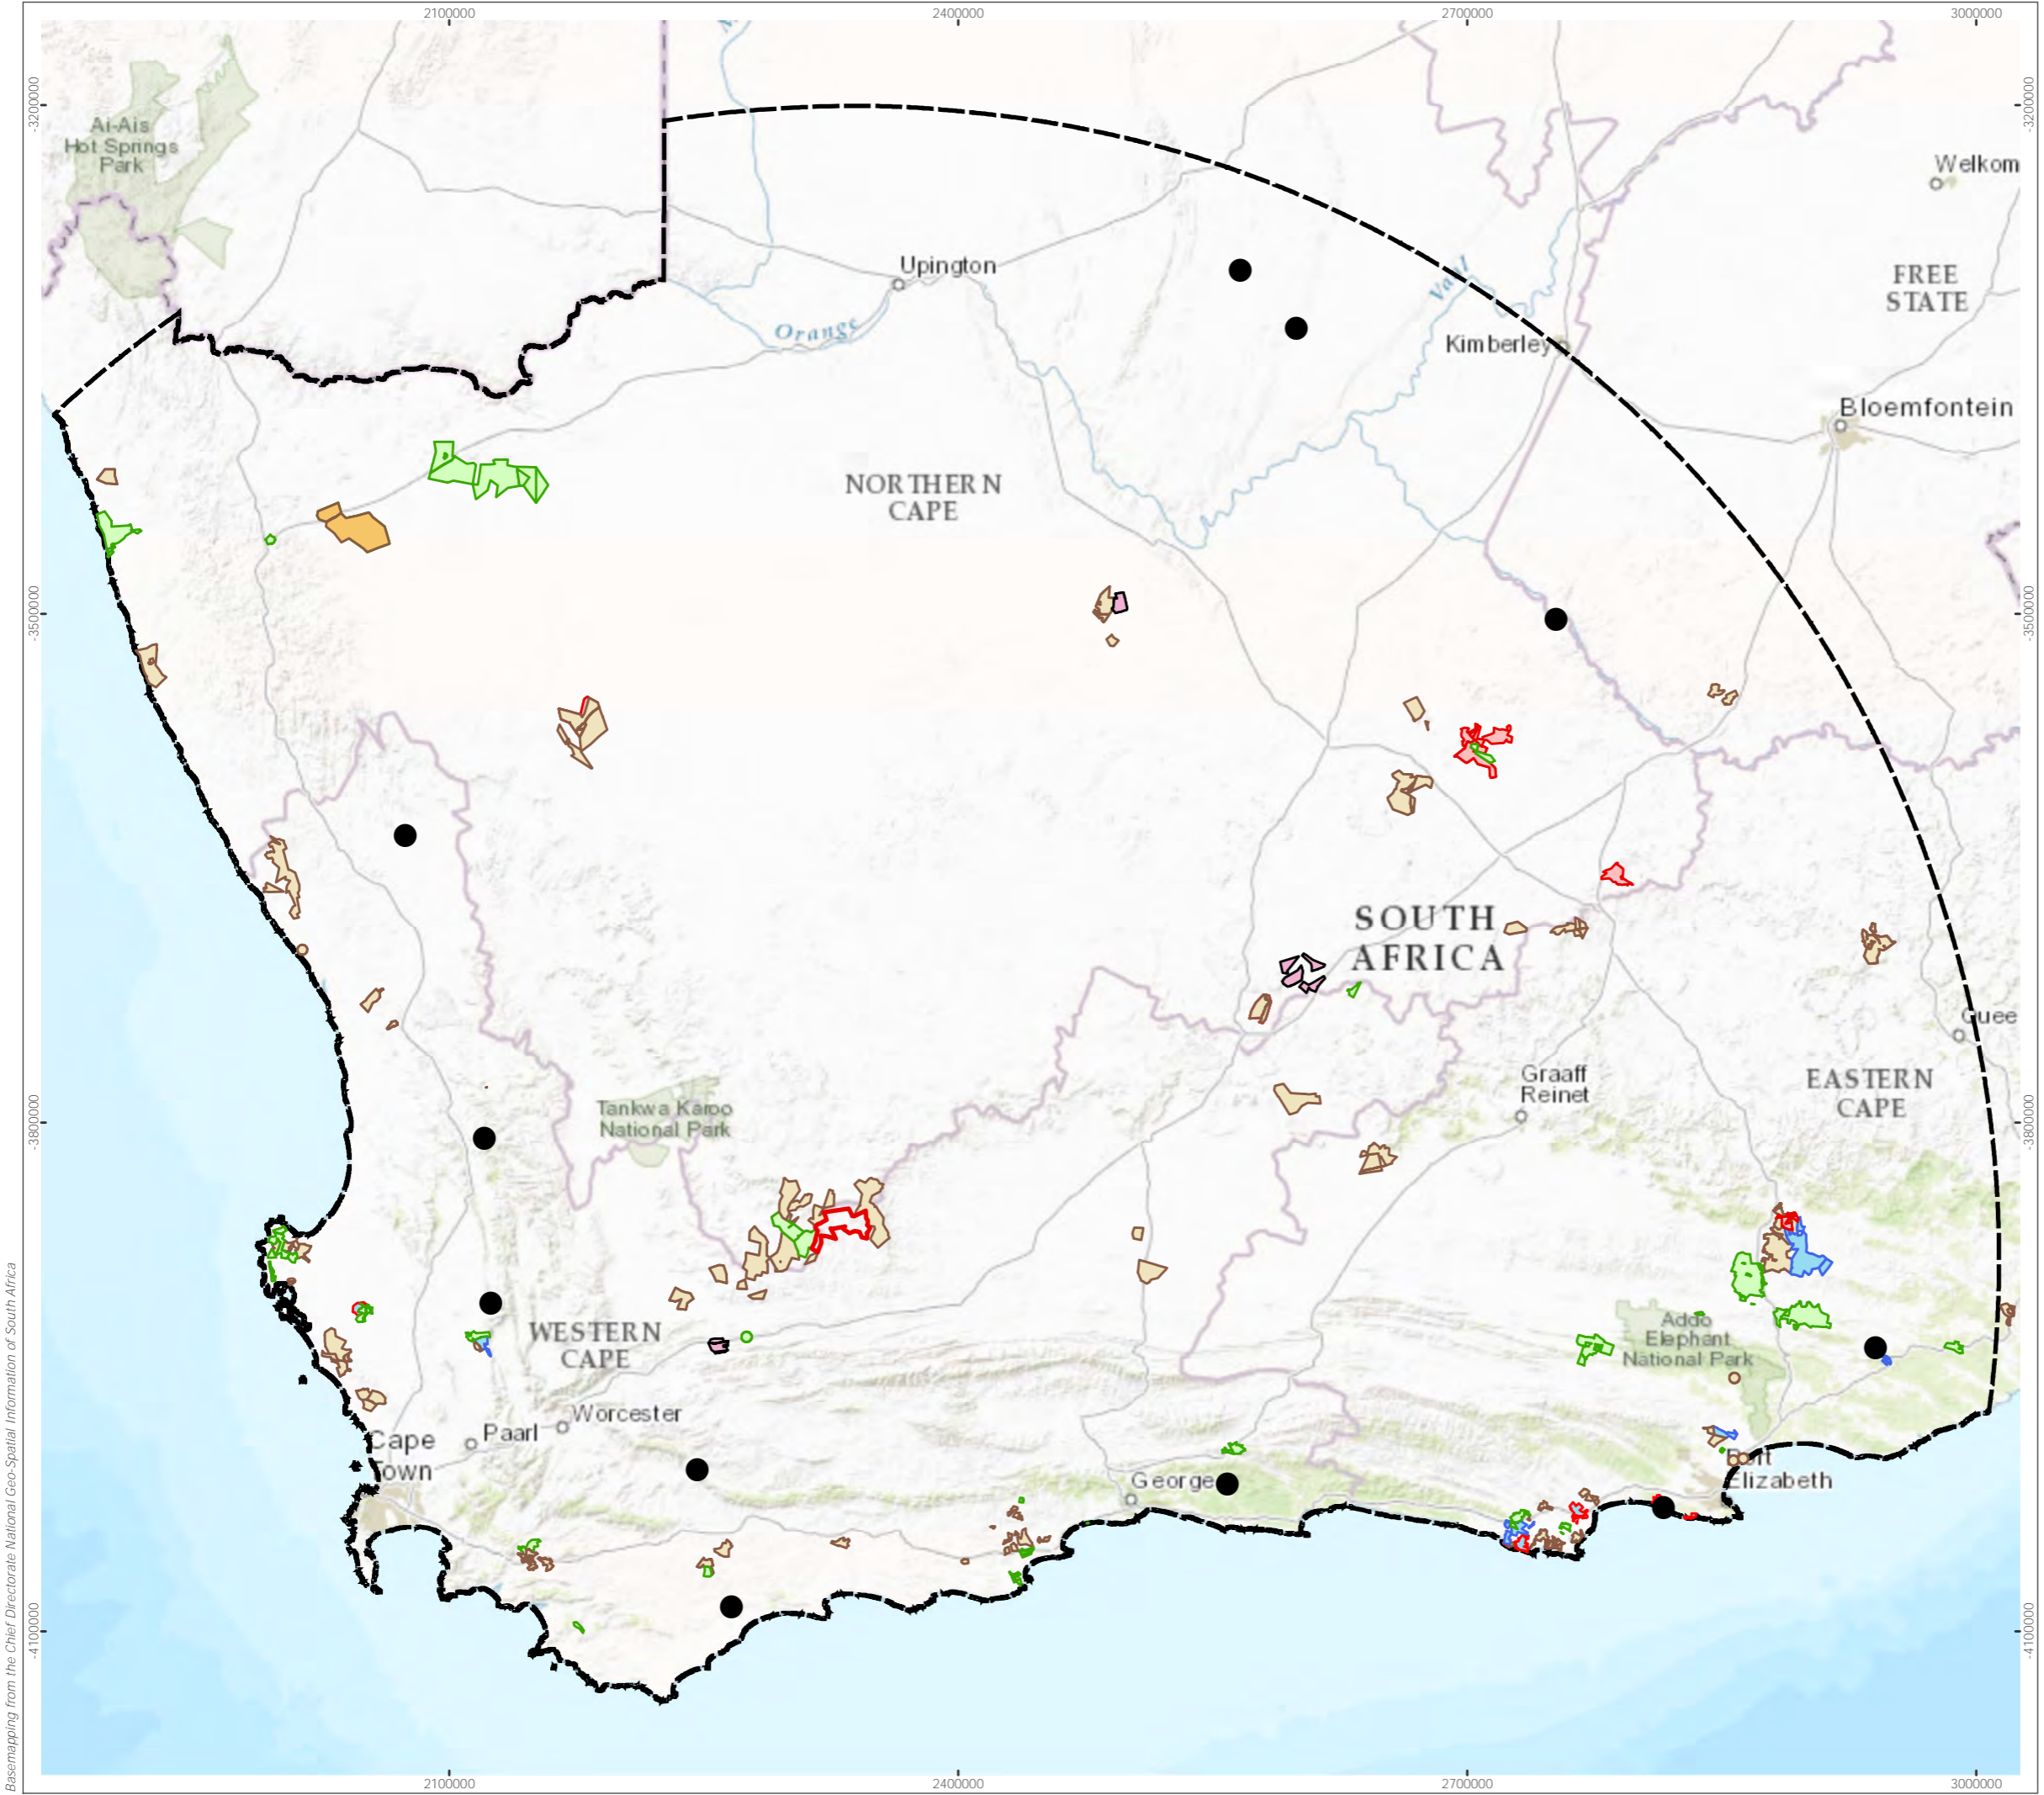 2100000
2400000
2700000
3000000
-3200000
-3200000
Ai-Ais
Hot Springs
Park
Welkom
Upington
FREE
STATE
Vaal
Orange
Kimberley
Bloemfontein
NORTHERN
CAPE
-3500000
-3500000
SOUTH
AFRICA
Quee
Graaff
Reinet
EASTERN
CAPE
Tankwa Karoo
National Park
-3800000
-3800000
WESTERN
CAPE
Addo
Elephant
National Park
Worcester
Paarl
Cape
Town
George
Port
Elizabeth
-4100000
-4100000
Basemapping from the Chief Directorate National Geo-Spatial Information of South Africa
2100000
2400000
2700000
3000000